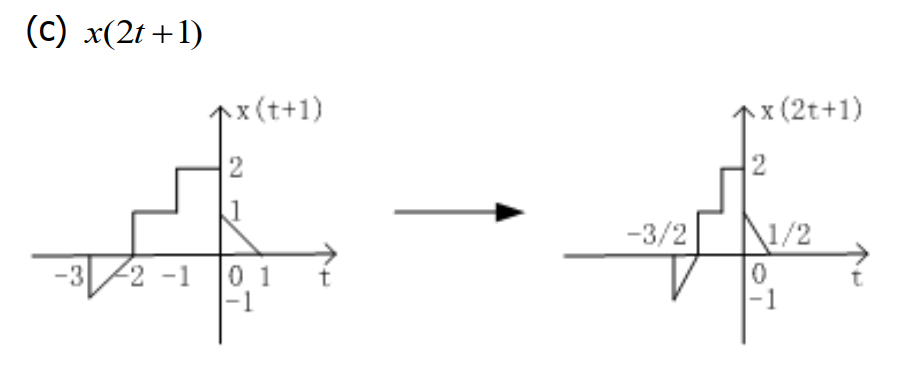 (c) x(2t+1)
x(t+1)
2
1
-3 -2 -1 0 1 t
-1
x(2t+1)
2
-3/2 1/2
0 t
-1